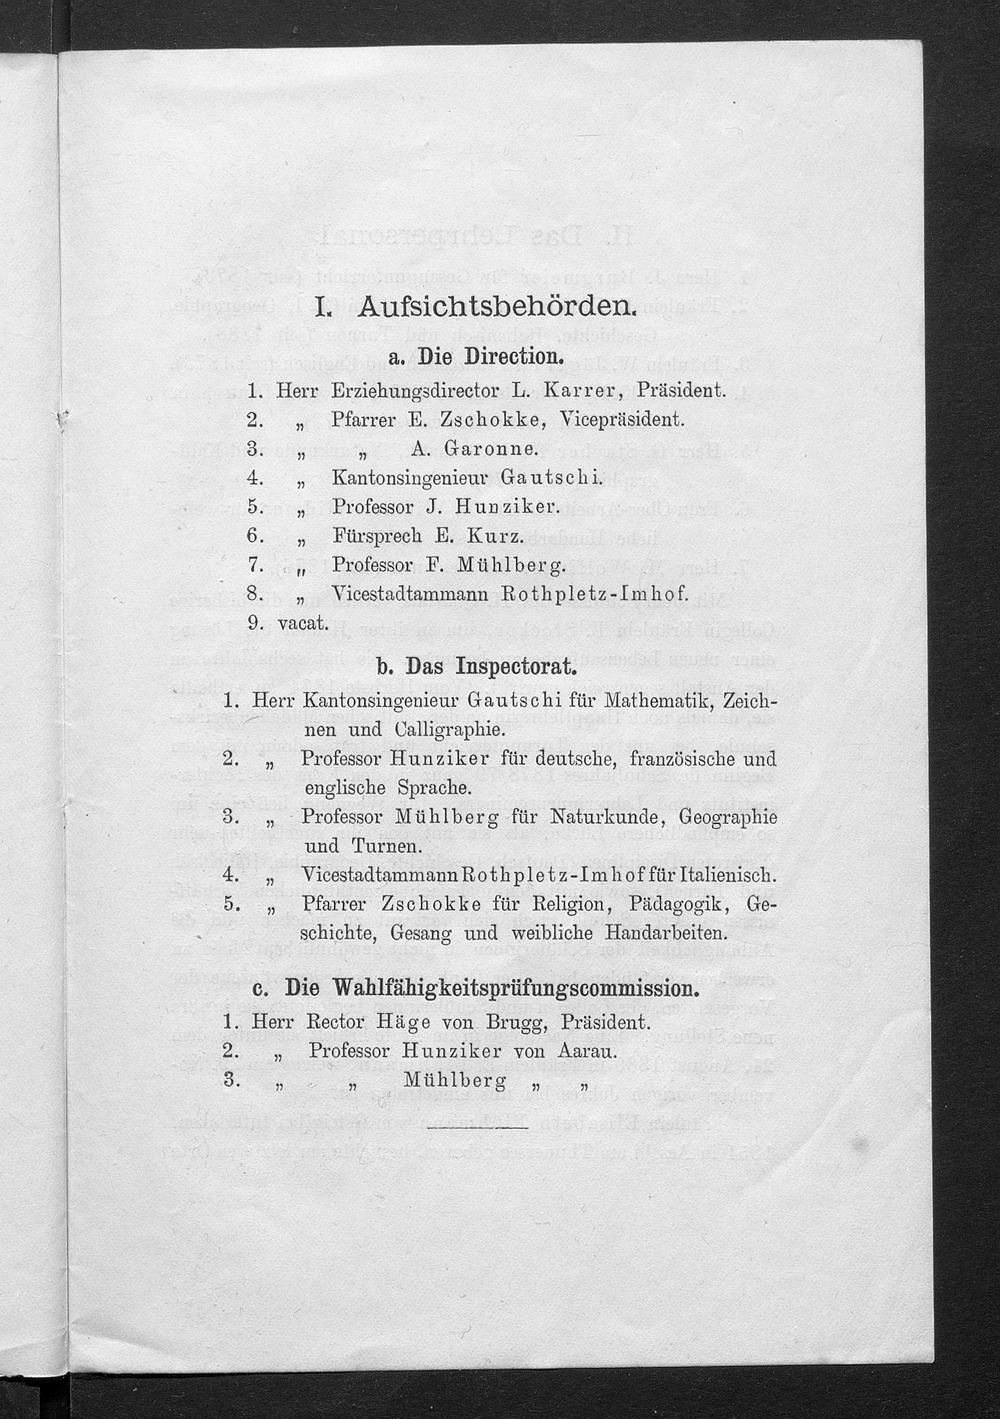 I. Aufsichtsbehörden.
a. Die Direction.
1. Herr Erziehungsdirector L. Karrer, Präsident.
2. „ Pfarrer E. Zschokke, Vicepräsident.
3. „ „ A. Garonne.
4. „ Kantonsingenieur Gautschi.
5. „ Professor J. Hunziker.
6. „ Fürsprech E. Kurz.
7. „ Professor F. Mühlberg.
8. „ Vicestadtammann Rothpletz-Imhof.
9. vacat.
b. Das Inspectorat.
1. Herr Kantonsingenieur Gautschi für Mathematik, Zeich-
nen und Calligraphie.
2. „ Professor Hunziker für deutsche, französische und
englische Sprache.
3. „ Professor Mühlberg für Naturkunde, Geographie
und Turnen.
4. „ Vicestadtammann Rothpletz-Imhof für Italienisch.
5. „ Pfarrer Zschokke für Religion, Pädagogik, Ge-
schichte, Gesang und weibliche Handarbeiten.
c. Die Wahlfähigkeitsprüfungscommission.
1. Herr Rector Häge von Brugg, Präsident.
2. „ Professor Hunziker von Aarau.
3. „ „ Mühlberg „ „